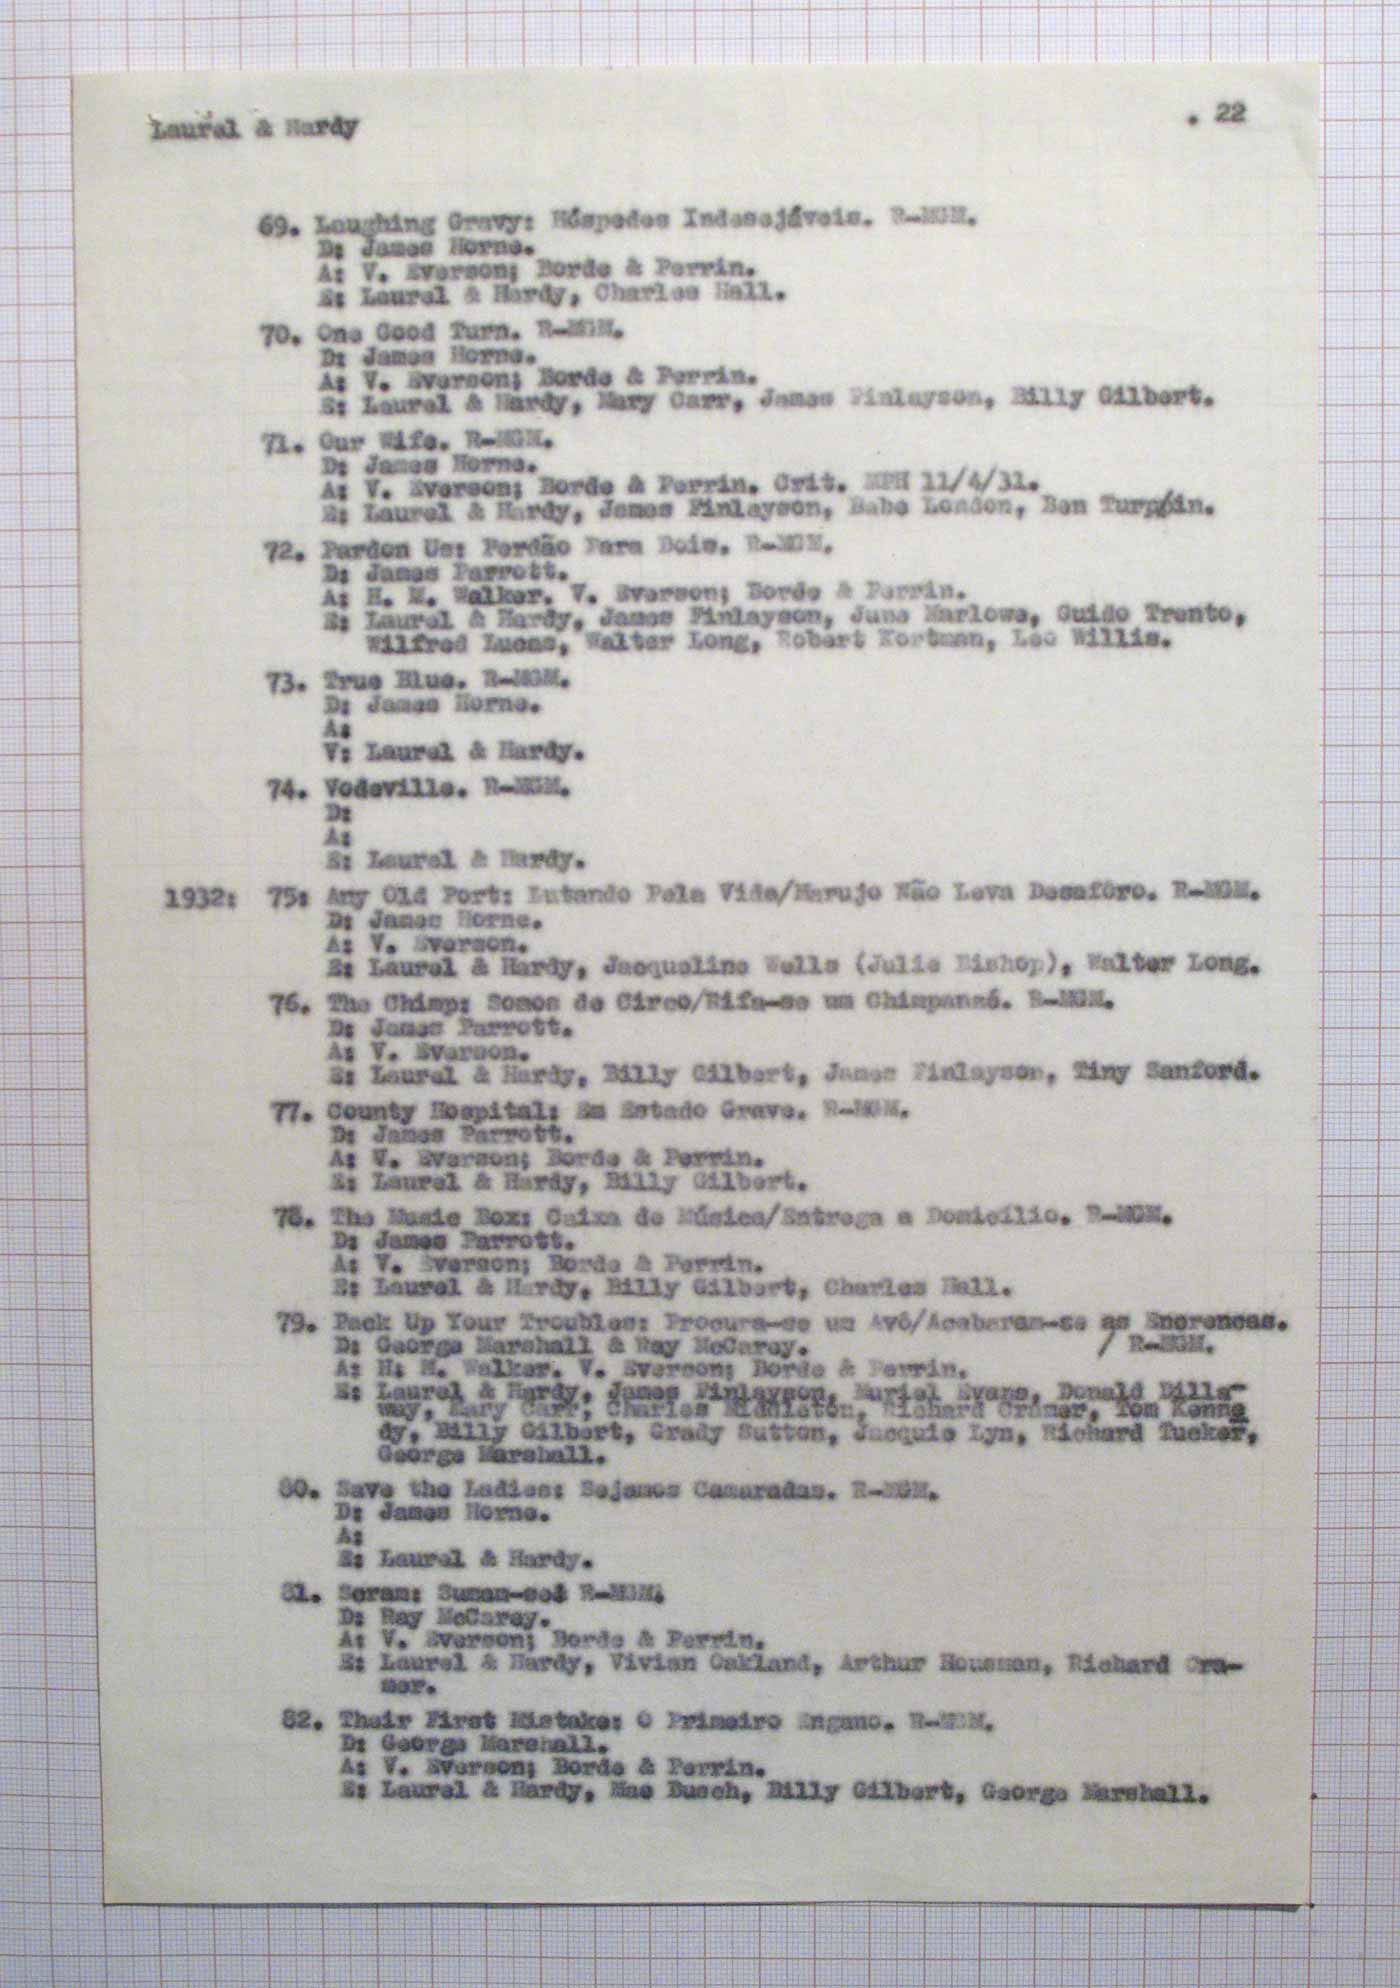 Laurel & Hardy
. 22
69. Laughing Gravy: Hóspedes Indesejáveis. R-MGM.
D: James Horne.
A: V. Everson; Borde & Perrin.
E: Laurel & Hardy, Charles Hall.
70. One Good Turn. R-MGM.
D: James Horne.
A: V. Everson; Borde & Perrin.
E: Laurel & Hardy, Mary Carr, James Finlayson, Billy Gilbert.
71. Our Wife. R-MGM.
D: James Horne.
A: V. Everson; Borde & Perrin. Crit. MPH 11/4/31.
E: Laurel & Hardy, James Finlayson, Babe London, Ben Turpin.
72. Pardon Us: Perdão Para Dois. R-MGM.
D: James Parrott.
A: H. M. Walker. V. Everson; Borde & Perrin.
E: Laurel & Hardy, James Finlayson, June Marlowe, Guido Trento,
Wilfred Lucas, Walter Long, Robert Kortman, Leo Willis.
73. True Blue. R-MGM.
D: James Horne.
A:
V: Laurel & Hardy.
74. Vodeville. R-MGM.
D:
A:
E: Laurel & Hardy.
1932: 75: Any Old Port: Lutando Pela Vida/Marujo Não Leva Desafôro. R-MGM.
D: James Horne.
A: V. Everson.
E: Laurel & Hardy, Jacqueline Wells (Julie Bishop), Walter Long.
76. The Chimp: Somos de Circo/Rifa-se um Chimpanzé. R-MGM.
D: James Parrott.
A: V. Everson.
E: Laurel & Hardy, Billy Gilbert, James Finlayson, Tiny Sanford.
77. County Hospital: Em Estado Grave. R-MGM.
D: James Parrott.
A: V. Everson; Borde & Perrin.
E: Laurel & Hardy, Billy Gilbert.
78. The Music Box: Caixa de Música/Entrega a Domicílio. R-MGM.
D: James Parrott.
A: V. Everson; Borde & Perrin.
E: Laurel & Hardy, Billy Gilbert, Charles Hall.
79. Pack Up Your Troubles: Procura-se um Avô/Acabaram-se as Encrencas.
D: George Marshall & Ray McCarey. / R-MGM.
A: H. M. Walker. V. Everson; Borde & Perrin.
E: Laurel & Hardy, James Finlayson, Muriel Evans, Donald Dilla-
way, Mary Carr, Charles Middleton, Richard Cramer, Tom Kenne
dy, Billy Gilbert, Grady Sutton, Jacquie Lyn, Richard Tucker,
George Marshall.
80. Save the Ladies: Sejamos Camaradas. R-MGM.
D: James Horne.
A:
E: Laurel & Hardy.
81. Scram: Sumam-se! R-MGM.
D: Ray McCarey.
A: V. Everson; Borde & Perrin.
E: Laurel & Hardy, Vivian Oakland, Arthur Housman, Richard Cra-
mer.
82. Their First Mistake: O Primeiro Engano. R-MGM.
D: George Marshall.
A: V. Everson; Borde & Perrin.
E: Laurel & Hardy, Mae Busch, Billy Gilbert, George Marshall.